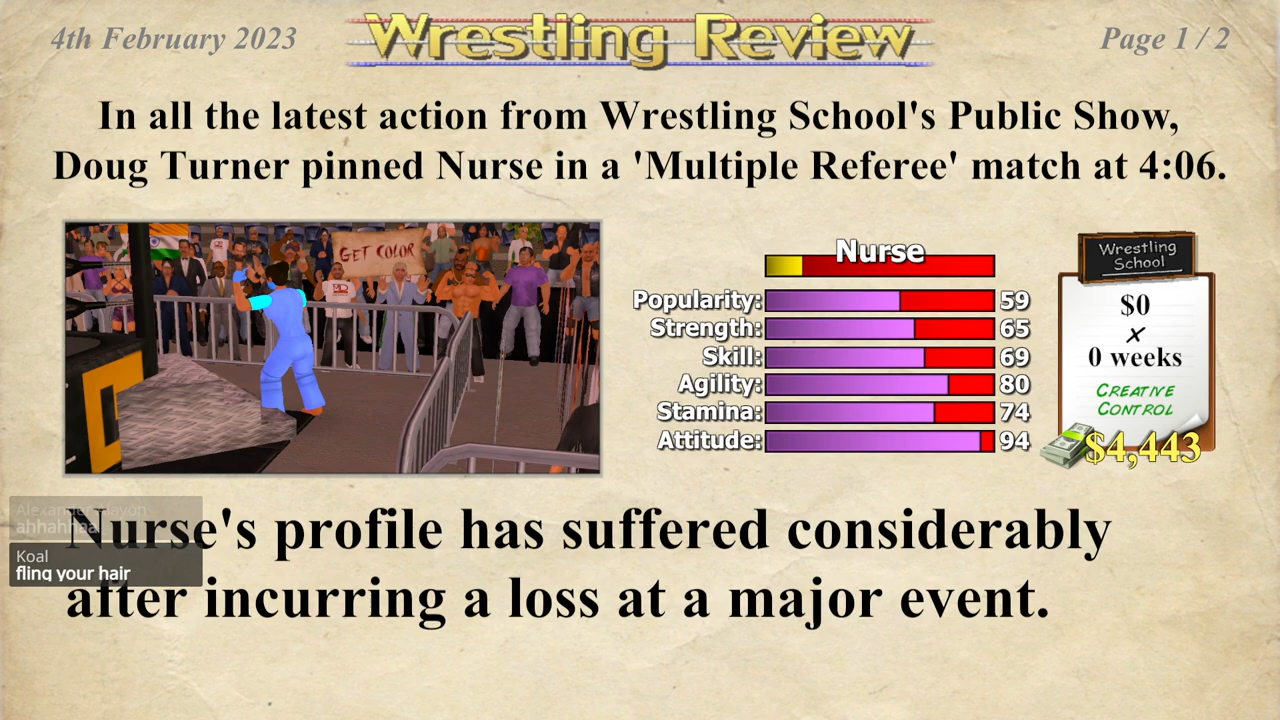 4th February 2023
Wrestling Review
Page 1 / 2
In all the latest action from Wrestling School's Public Show,
Doug Turner pinned Nurse in a 'Multiple Referee' match at 4:06.
GET COLOR
Nurse
Popularity: 59
Strength: 65
Skill: 69
Agility: 80
Stamina: 74
Attitude: 94
Wrestling
School
$0
x
0 weeks
CREATIVE
CONTROL
$4,443
ahhahhaa
Koal
fling your hair
Nurse's profile has suffered considerably
after incurring a loss at a major event.